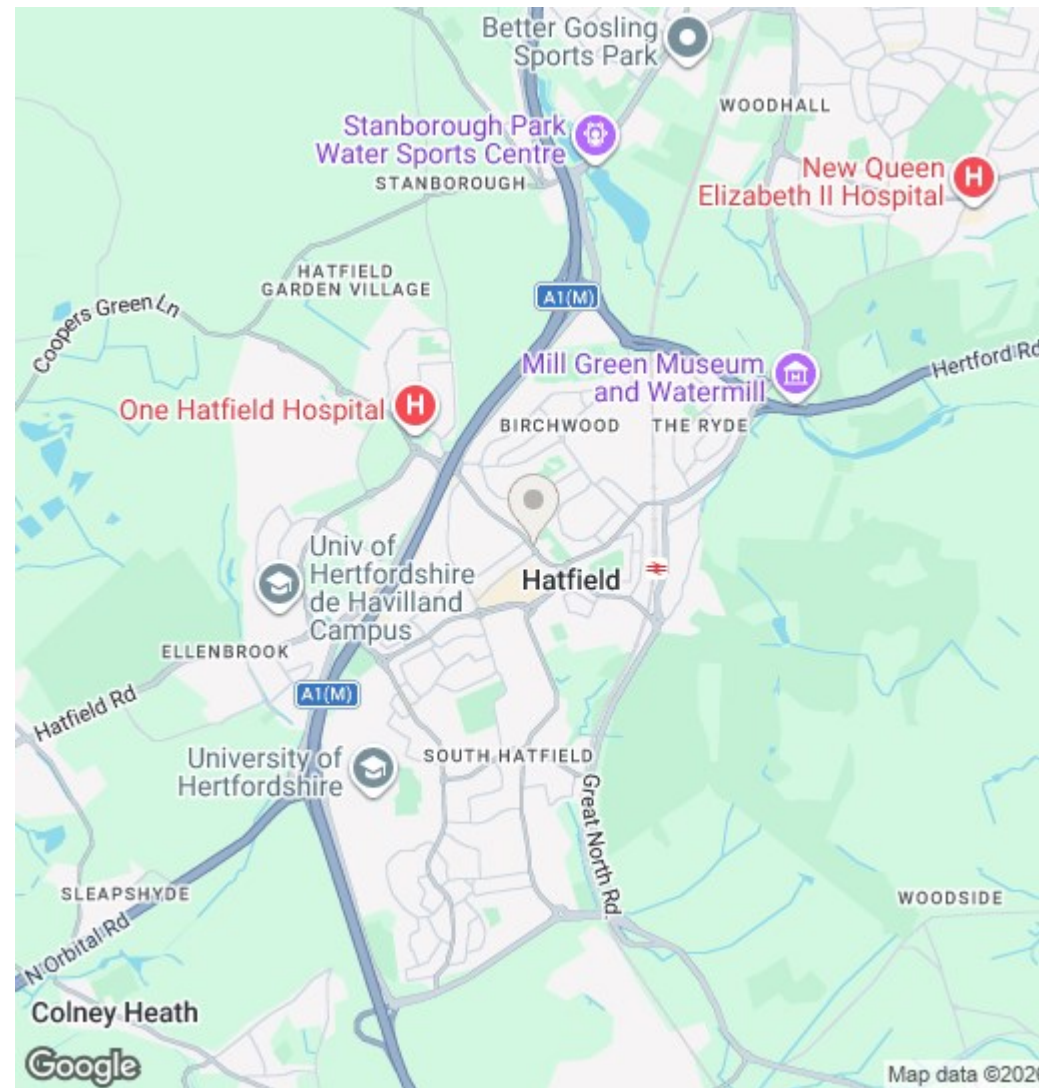 Better Gosling
Sports Park
WOODHALL
Stanborough Park
Water Sports Centre
STANBOROUGH
New Queen
Elizabeth II Hospital
H
HATFIELD
GARDEN VILLAGE
A1(M)
Coopers Green Ln
Mill Green Museum
and Watermill
Hertford Rd
One Hatfield Hospital
H
BIRCHWOOD
THE RYDE
Univ of
Hertfordshire
de Havilland
Campus
Hatfield
ELLENBROOK
A1(M)
Hatfield Rd
University of
Hertfordshire
SOUTH HATFIELD
Great North Rd
SLEAPSHYDE
WOODSIDE
N Orbital Rd
Colney Heath
Google
Map data ©2026